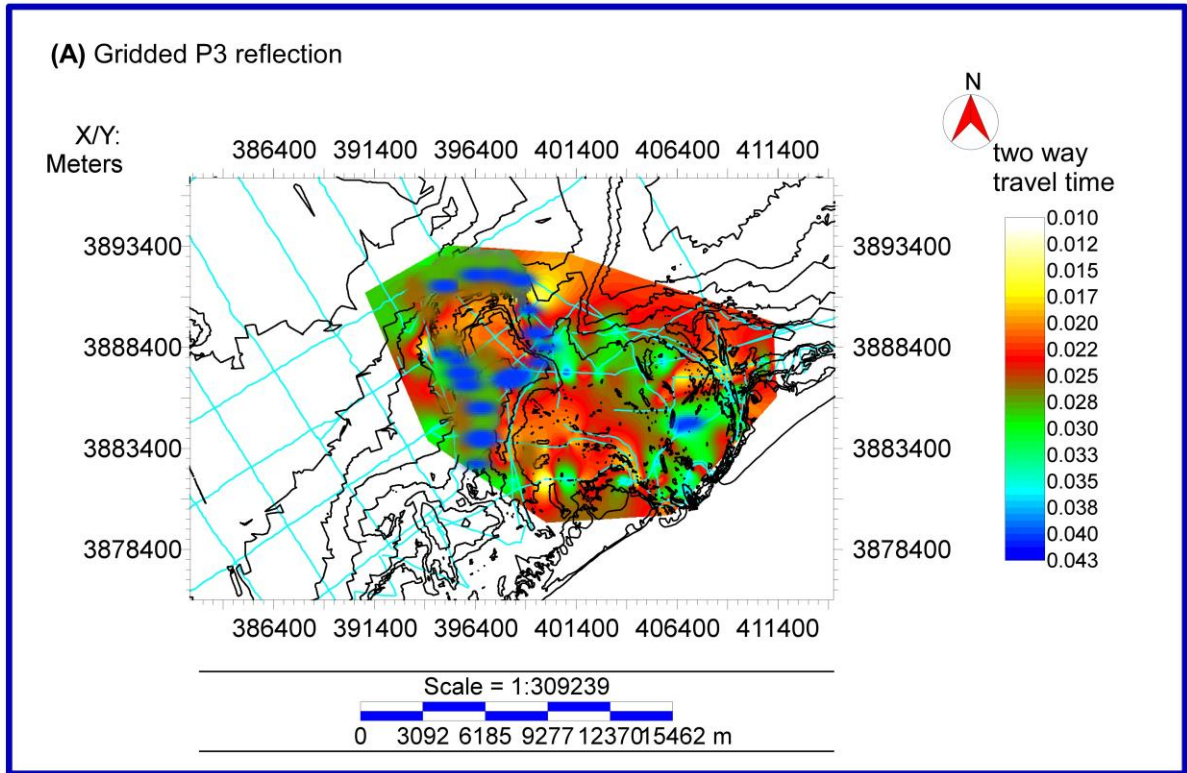 (A) Gridded P3 reflection
N
X/Y:
Meters
386400 391400 396400 401400 406400 411400
two way
travel time
3893400
3888400
3883400
3878400
3893400
3888400
3883400
3878400
0.010
0.012
0.015
0.017
0.020
0.022
0.025
0.028
0.030
0.033
0.035
0.038
0.040
0.043
386400 391400 396400 401400 406400 411400
Scale = 1:309239
0 3092 6185 9277 12370 15462 m